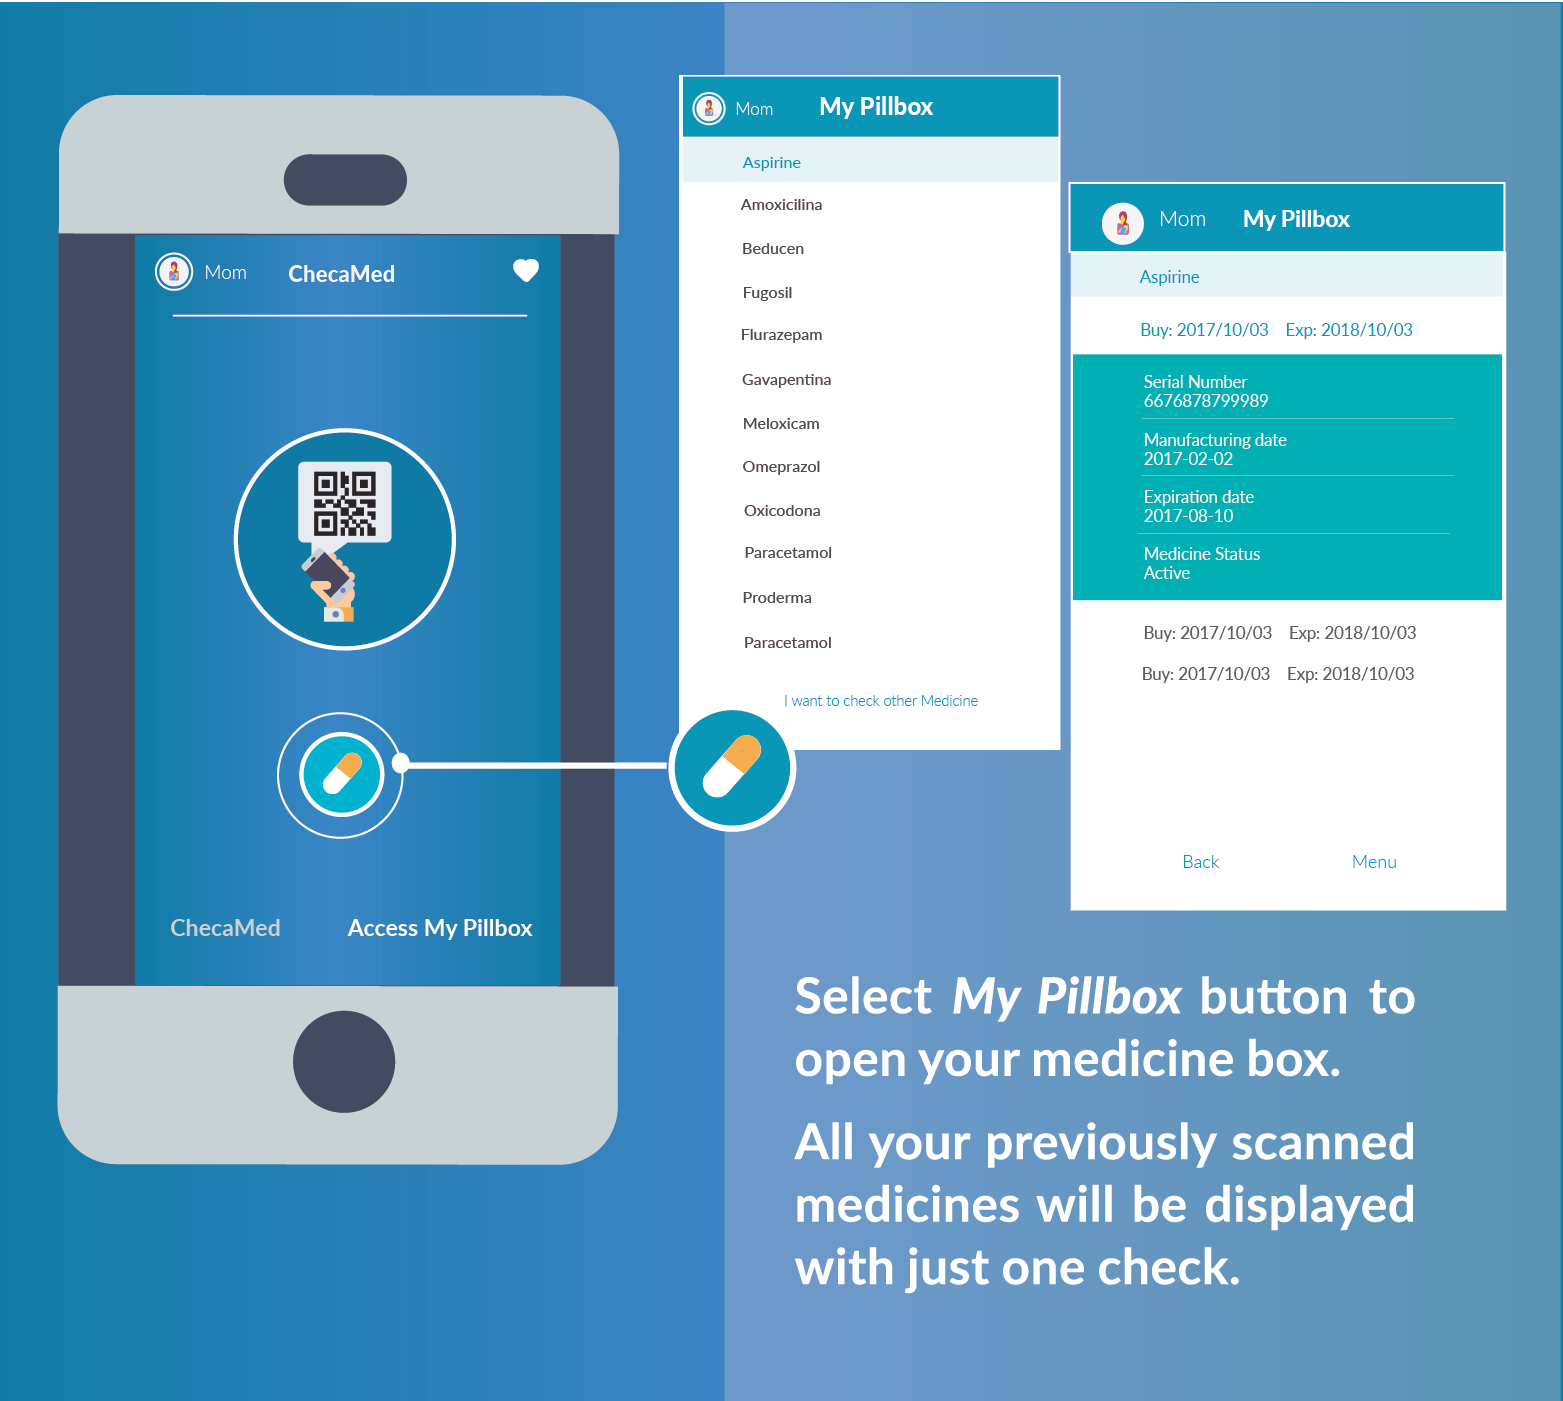 Mom
ChecaMed
ChecaMed
Access My Pillbox
Mom
My Pillbox
Aspirine
Amoxicilina
Beducen
Fugosil
Flurazepam
Gavapentina
Meloxicam
Omeprazol
Oxicodona
Paracetamol
Proderma
Paracetamol
I want to check other Medicine
Mom
My Pillbox
Aspirine
Buy: 2017/10/03 Exp: 2018/10/03
Serial Number
6676878799989
Manufacturing date
2017-02-02
Expiration date
2017-08-10
Medicine Status
Active
Buy: 2017/10/03 Exp: 2018/10/03
Buy: 2017/10/03 Exp: 2018/10/03
Back
Menu
Select My Pillbox button to
open your medicine box.
All your previously scanned
medicines will be displayed
with just one check.